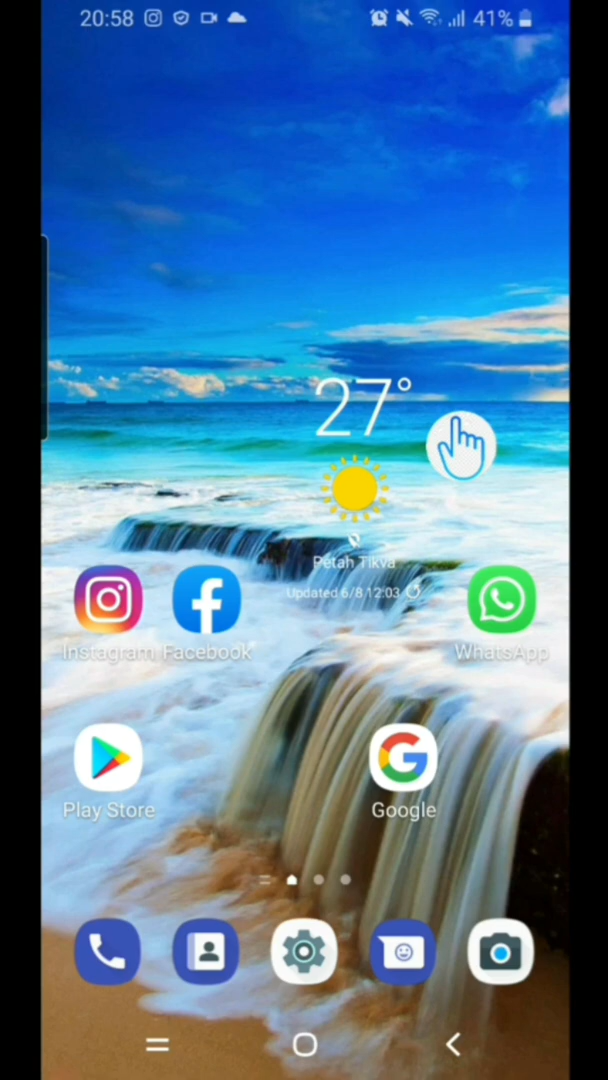 20:58 41%
27°
Petah Tikva
Updated 6/8 12:03
Instagram Facebook WhatsApp
Play Store Google